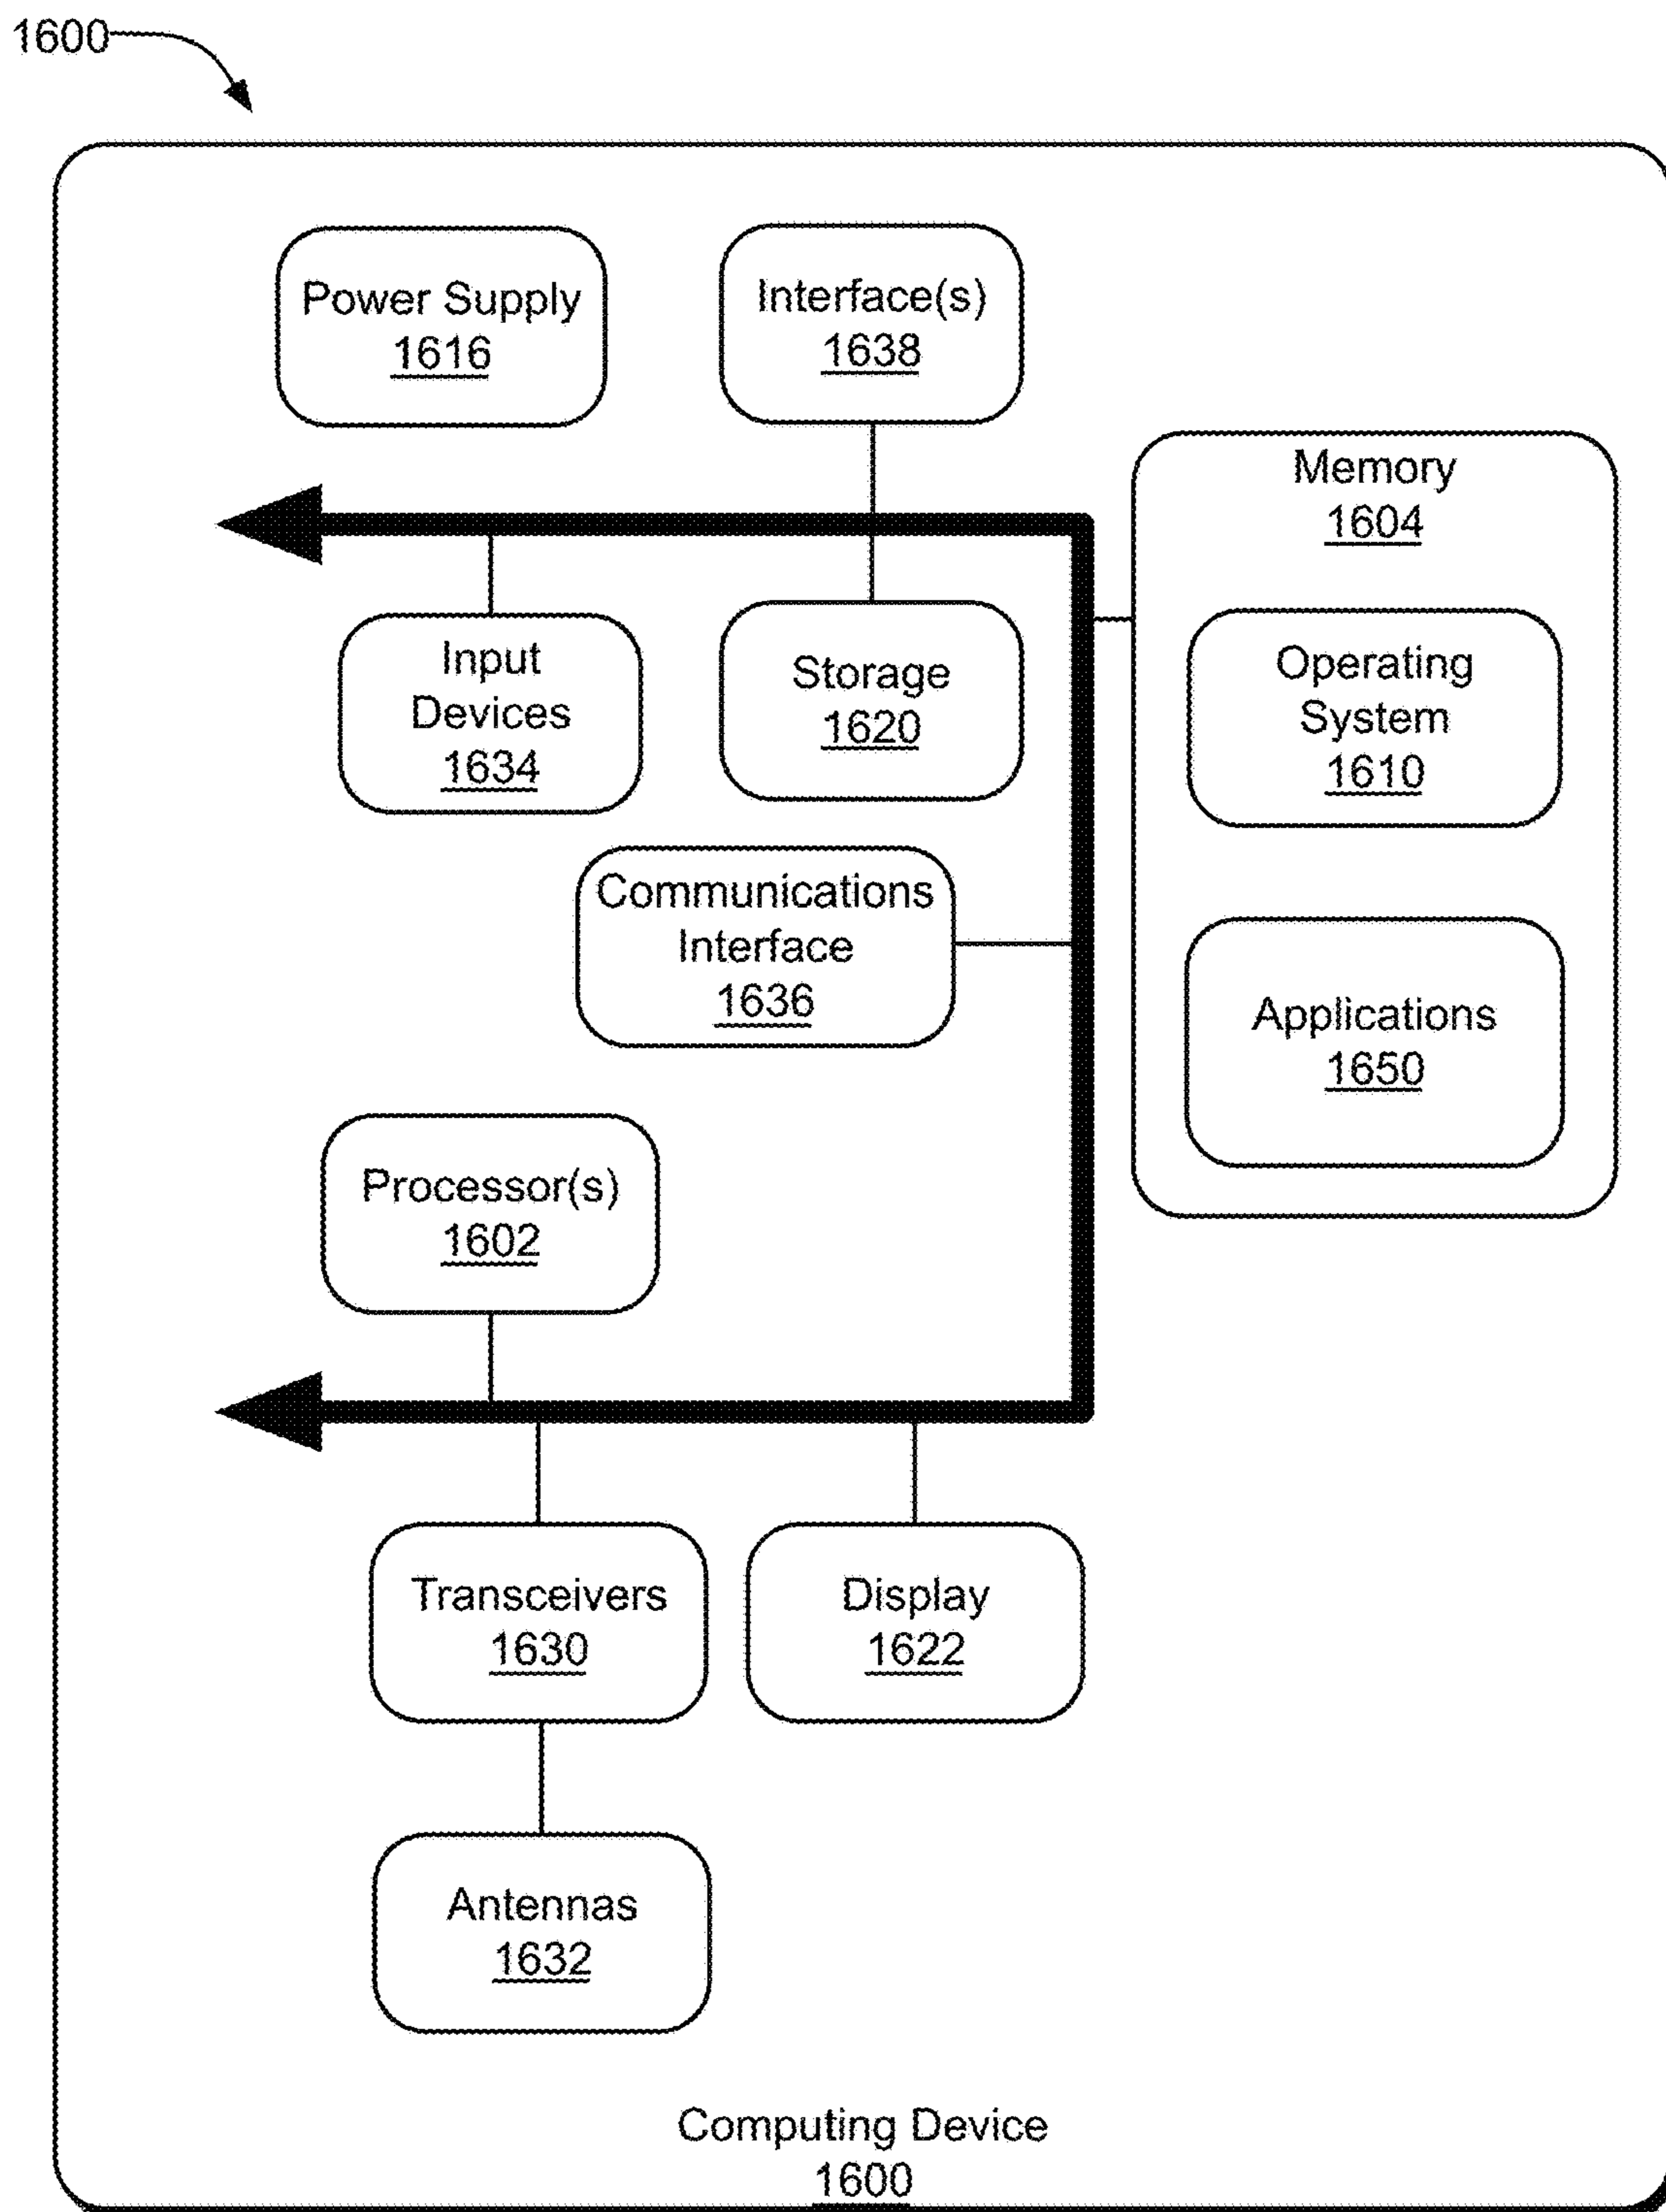 1600
Power Supply
1616
Interface(s)
1638
Memory
1604
Input
Devices
1634
Storage
1620
Operating
System
1610
Communications
Interface
1636
Applications
1650
Processor(s)
1602
Transceivers
1630
Display
1622
Antennas
1632
Computing Device
1600